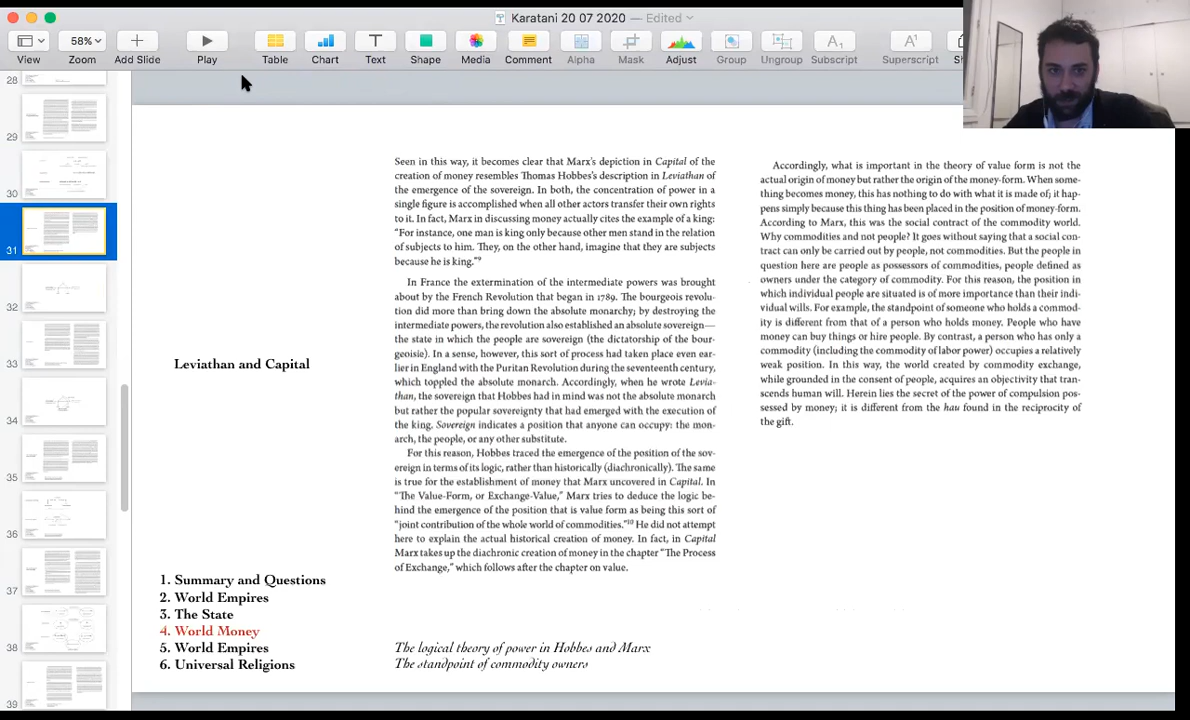 Karatani 20 07 2020 — Edited
58%
View
Zoom
Add Slide
Play
Table
Chart
Text
Shape
Media
Comment
Alpha
Mask
Adjust
Group
Ungroup
Subscript
Superscript
28
29
30
31
32
33
34
35
36
37
38
39
Leviathan and Capital
1. Summary and Questions
2. World Empires
3. The State
4. World Money
5. World Empires
6. Universal Religions
Seen in this way, it becomes clear that Marx's depiction in Capital of the
creation of money resembles Thomas Hobbes's description in Leviathan of
the emergence of the sovereign. In both, the concentration of power in a
single figure is accomplished when all other actors transfer their own rights
to it. In fact, Marx in discussing money actually cites the example of a king:
“For instance, one man is king only because other men stand in the relation
of subjects to him. They, on the other hand, imagine that they are subjects
because he is king.”9
In France the extermination of the intermediate powers was brought
about by the French Revolution that began in 1789. The bourgeois revolu-
tion did more than bring down the absolute monarchy; by destroying the
intermediate powers, the revolution also established an absolute sovereign—
the state in which the people are sovereign (the dictatorship of the bour-
geoisie). In a sense, however, this sort of process had taken place even ear-
lier in England with the Puritan Revolution during the seventeenth century,
which toppled the absolute monarch. Accordingly, when he wrote Levia-
than, the sovereign that Hobbes had in mind was not the absolute monarch
but rather the popular sovereignty that had emerged with the execution of
the king. Sovereign indicates a position that anyone can occupy: the mon-
arch, the people, or any other substitute.
For this reason, Hobbes traced the emergence of the position of the sov-
ereign in terms of its logic, rather than historically (diachronically). The same
is true for the establishment of money that Marx uncovered in Capital. In
“The Value-Form, or Exchange-Value,” Marx tries to deduce the logic be-
hind the emergence of the position that is value form as being this sort of
“joint contribution of the whole world of commodities.”10 He did not attempt
here to explain the actual historical creation of money. In fact, in Capital
Marx takes up the diachronic creation of money in the chapter “The Process
of Exchange,” which follows after the chapter on value.
Accordingly, what is important in the theory of value form is not the
actual origin of money but rather the origin of the money-form. When some-
thing becomes money, this has nothing to do with what it is made of; it hap-
pens simply because this thing has been placed in the position of money-form.
According to Marx, this was the social contract of the commodity world.
Why commodities and not people? It goes without saying that a social con-
tract can only be carried out by people, not commodities. But the people in
question here are people as possessors of commodities, people defined as
owners under the category of commodity. For this reason, the position in
which individual people are situated is of more importance than their indi-
vidual wills. For example, the standpoint of someone who holds a commod-
ity is different from that of a person who holds money. People who have
money can buy things or hire people. By contrast, a person who has only a
commodity (including the commodity of labor power) occupies a relatively
weak position. In this way, the world created by commodity exchange,
while grounded in the consent of people, acquires an objectivity that tran-
scends human will. Herein lies the secret of the power of compulsion pos-
sessed by money; it is different from the hau found in the reciprocity of
the gift.
The logical theory of power in Hobbes and Marx
The standpoint of commodity owners